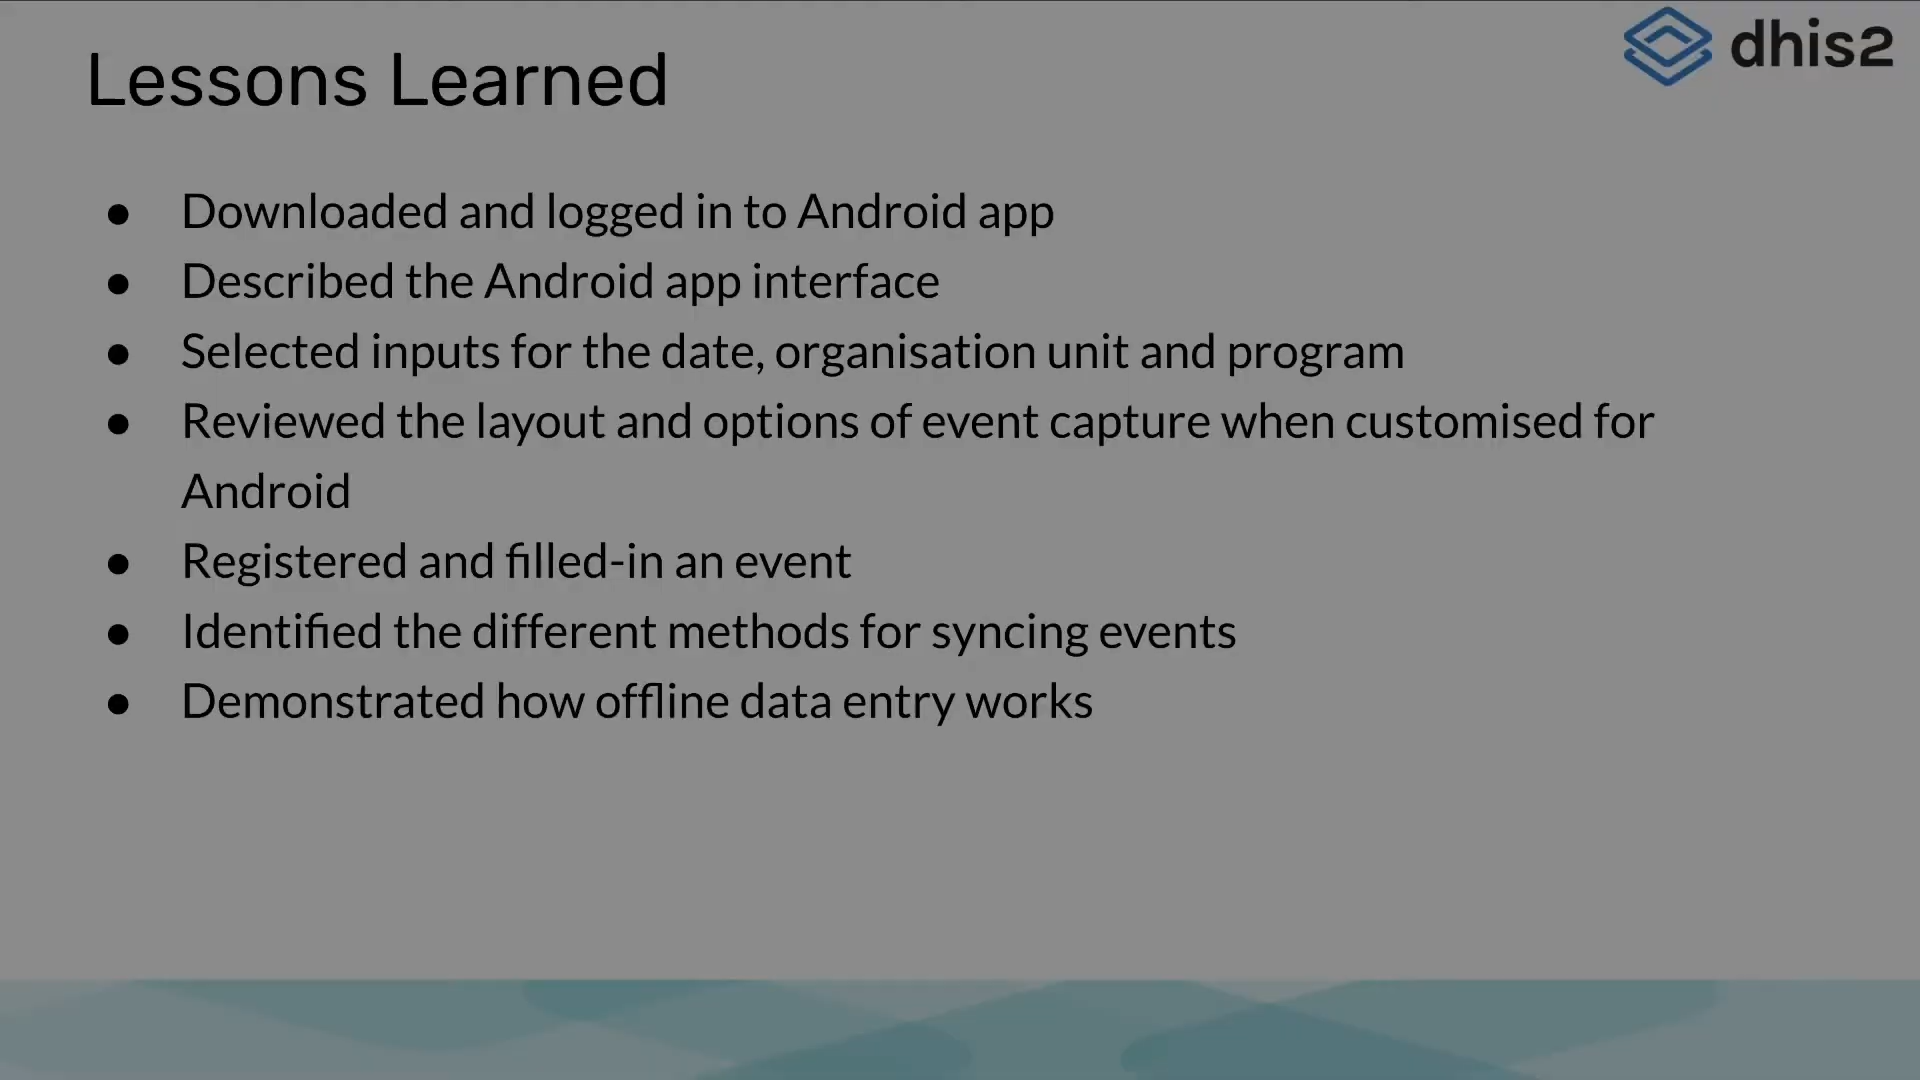 dhis2
Lessons Learned
● Downloaded and logged in to Android app
● Described the Android app interface
● Selected inputs for the date, organisation unit and program
● Reviewed the layout and options of event capture when customised for
Android
● Registered and filled-in an event
● Identified the different methods for syncing events
● Demonstrated how offline data entry works